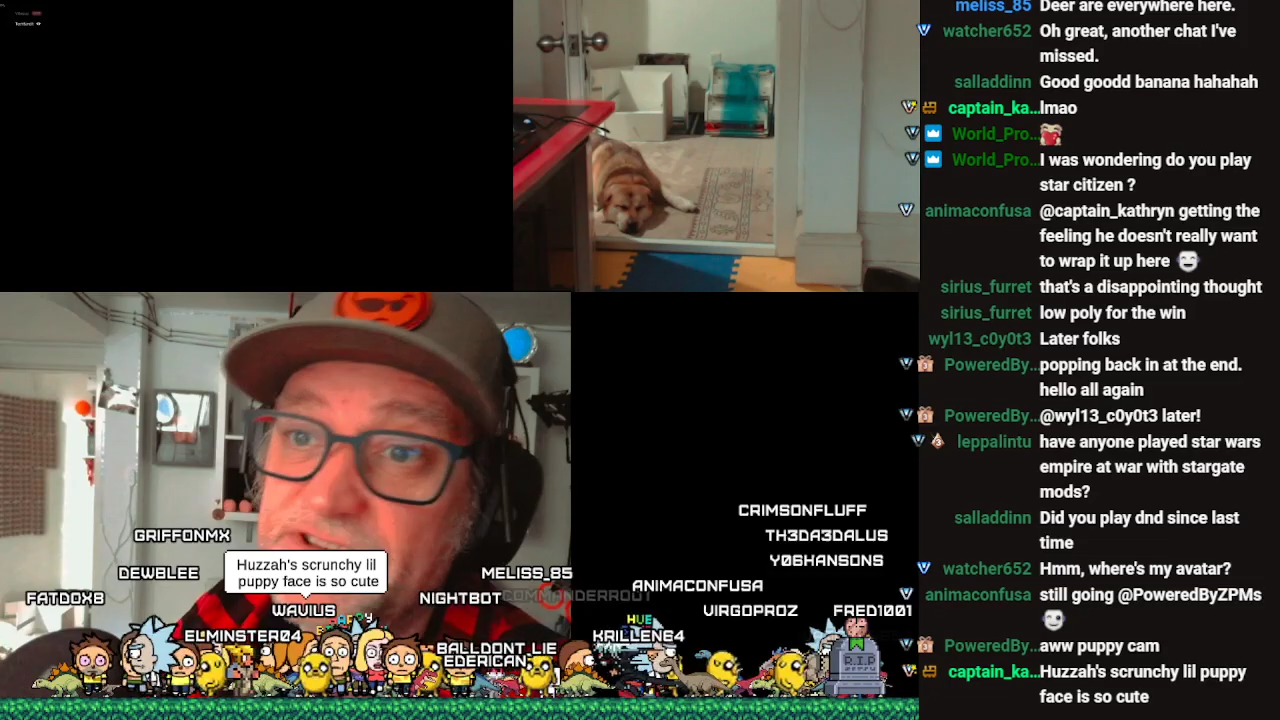 meliss_85 Deer are everywhere here.
watcher652 Oh great, another chat I've
missed.
salladdinn Good goodd banana hahahah
captain_ka... lmao
World_Pro...
World_Pro... I was wondering do you play
star citizen ?
animaconfusa @captain_kathryn getting the
feeling he doesn't really want
to wrap it up here
sirius_furret that's a disappointing thought
sirius_furret low poly for the win
wyl13_c0y0t3 Later folks
PoweredBy... popping back in at the end.
hello all again
PoweredBy... @wyl13_c0y0t3 later!
leppalintu have anyone played star wars
empire at war with stargate
mods?
salladdinn Did you play dnd since last
time
watcher652 Hmm, where's my avatar?
animaconfusa still going @PoweredByZPMs
PoweredBy... aww puppy cam
captain_ka... Huzzah's scrunchy lil puppy
face is so cute
CRIMSONFLUFF
TH3DA3DALUS
Y06HANSONS
GRIFFONMX
Huzzah's scrunchy lil
puppy face is so cute
DEWBLEE
MELISS_85
ANIMACONFUSA
FATDOX8
NIGHTBOT
COMMANDERROOT
WAVIUS
VIRGOPROZ
FRED1001
HUE
ELMINSTER04
KRILLEN64
BALLDONT LIE
EDERICAN
R.I.P